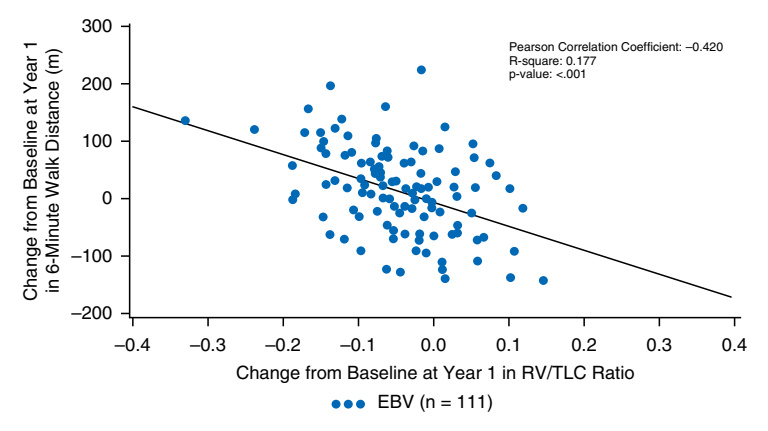 300
200
100
0
–100
–200
Change from Baseline at Year 1
in 6-Minute Walk Distance (m)
Pearson Correlation Coefficient: –0.420
R-square: 0.177
p-value: <.001
–0.4 –0.3 –0.2 –0.1 0.0 0.1 0.2 0.3 0.4
Change from Baseline at Year 1 in RV/TLC Ratio
EBV (n = 111)